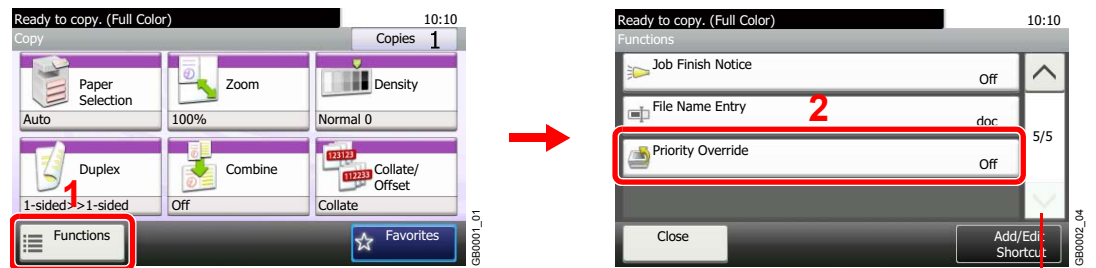 Ready to copy. (Full Color)
10:10
Copy
Copies 1
Paper
Selection
Auto
Zoom
100%
Density
Normal 0
Duplex
1-sided>>1-sided
Combine
Off
123123
112233
Collate/
Offset
Collate
1
Functions
Favorites
GB0001_01
Ready to copy. (Full Color)
10:10
Functions
Job Finish Notice
Off
File Name Entry
doc
2
Priority Override
Off
5/5
Close
Add/Edit
Shortcut
GB0002_04